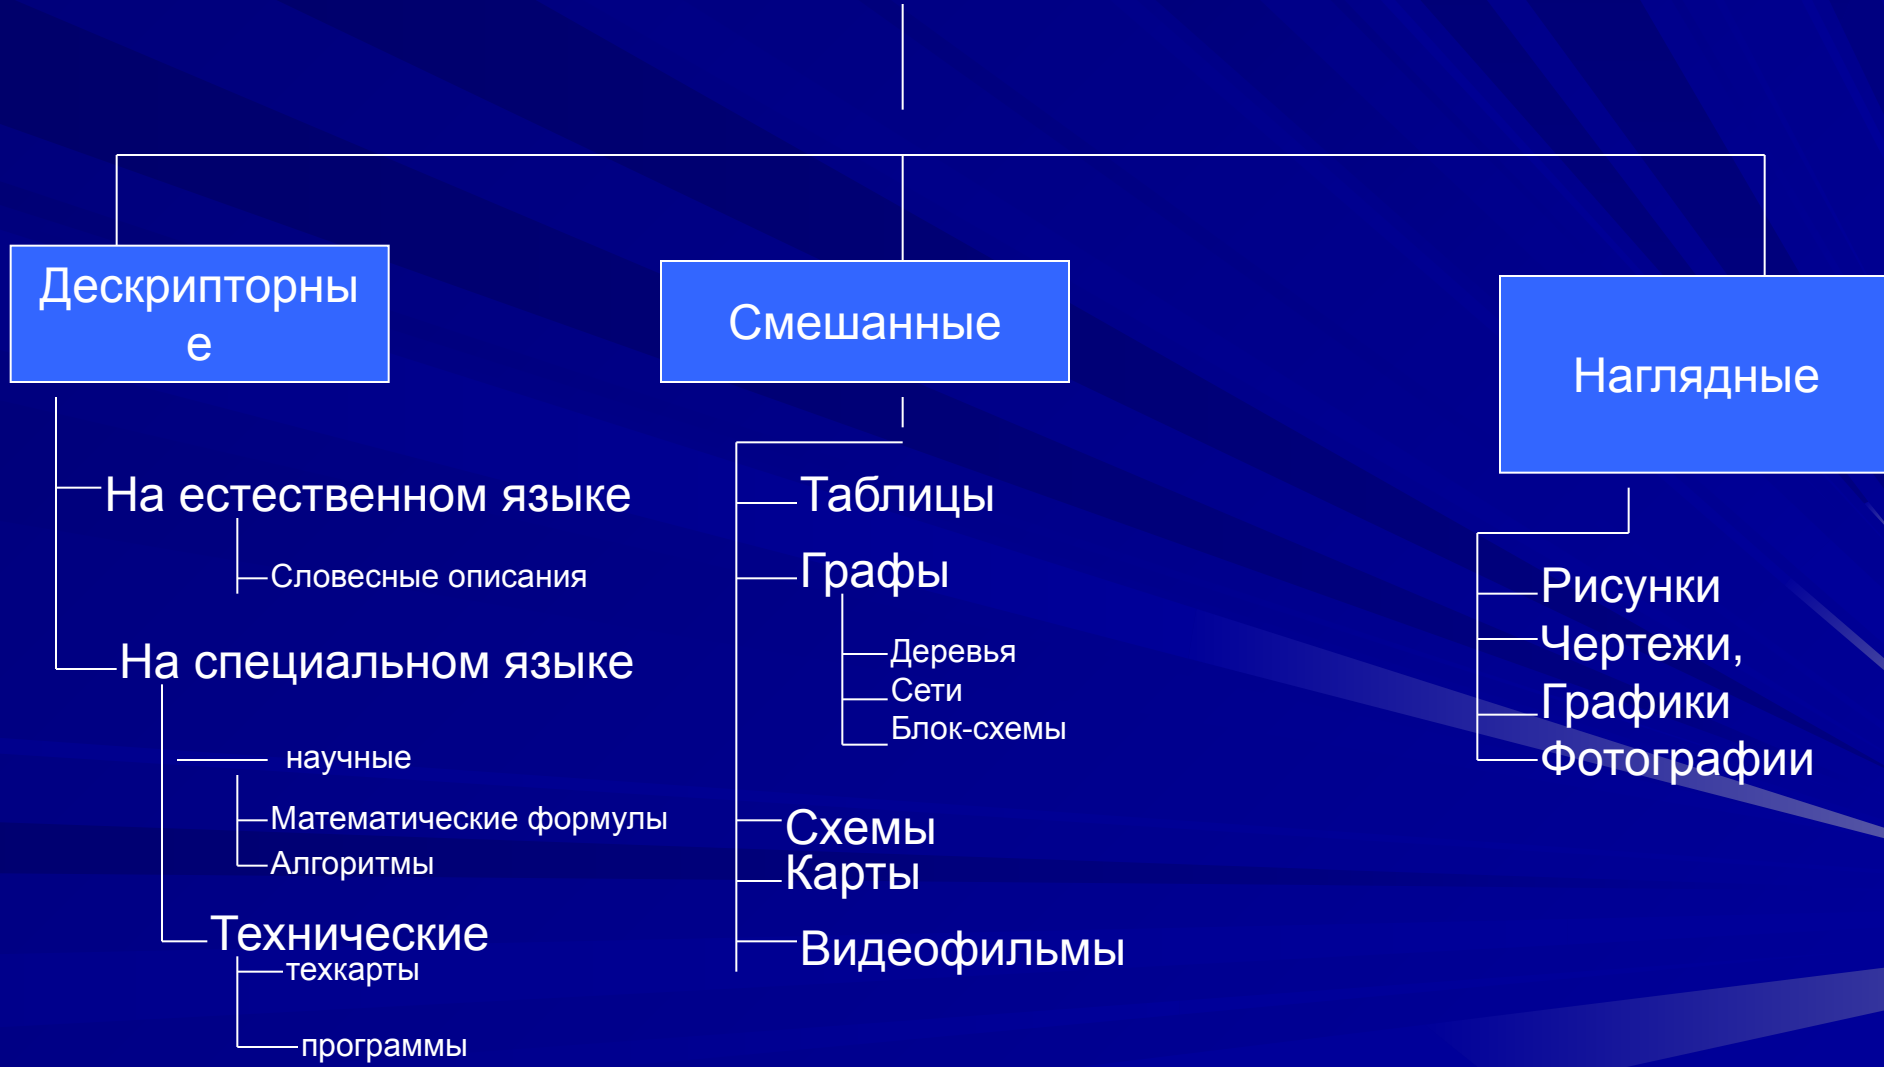 Дескрипторны
е
На естественном языке
Словесные описания
На специальном языке
научные
Математические формулы
Алгоритмы
Технические
техкарты
программы
Смешанные
Таблицы
Графы
Деревья
Сети
Блок-схемы
Схемы
Карты
Видеофильмы
Наглядные
Рисунки
Чертежи,
Графики
Фотографии